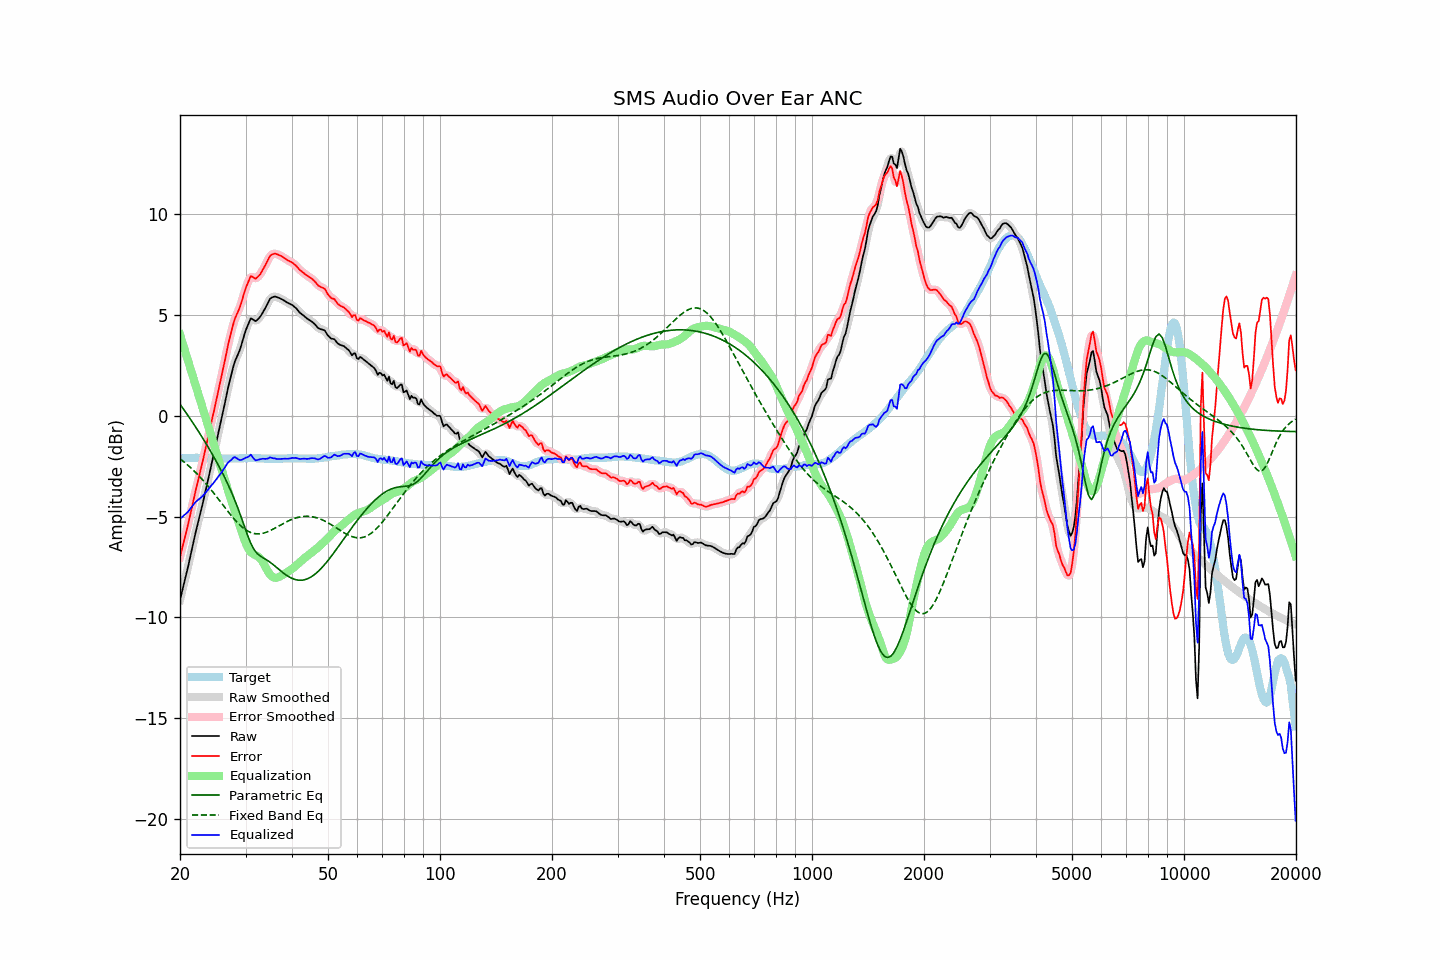 SMS Audio Over Ear ANC
Amplitude (dBr)
10
5
0
−5
−10
−15
−20
Target
Raw Smoothed
Error Smoothed
Raw
Error
Equalization
Parametric Eq
Fixed Band Eq
Equalized
20 50 100 200 500 1000 2000 5000 10000 20000
Frequency (Hz)